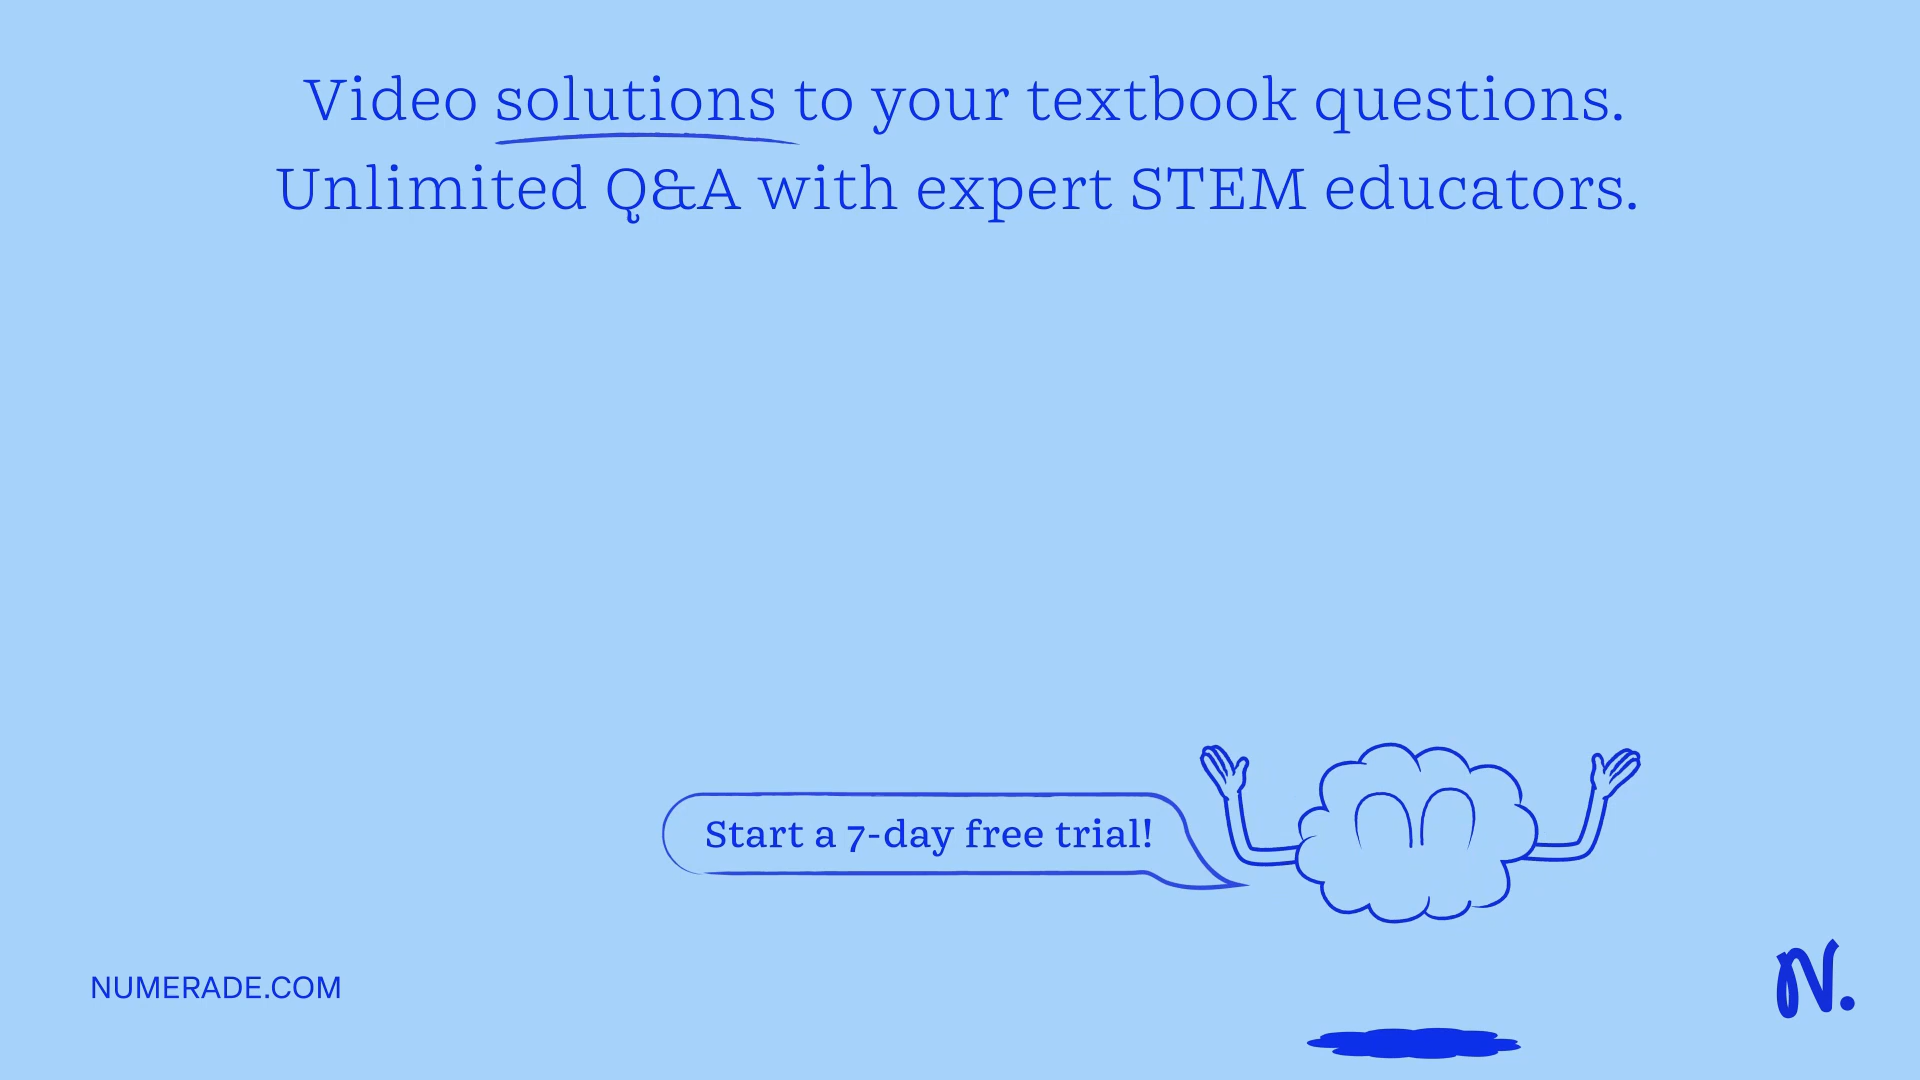 Video solutions to your textbook questions.
Unlimited Q&A with expert STEM educators.
Start a 7-day free trial!
NUMERADE.COM
N.